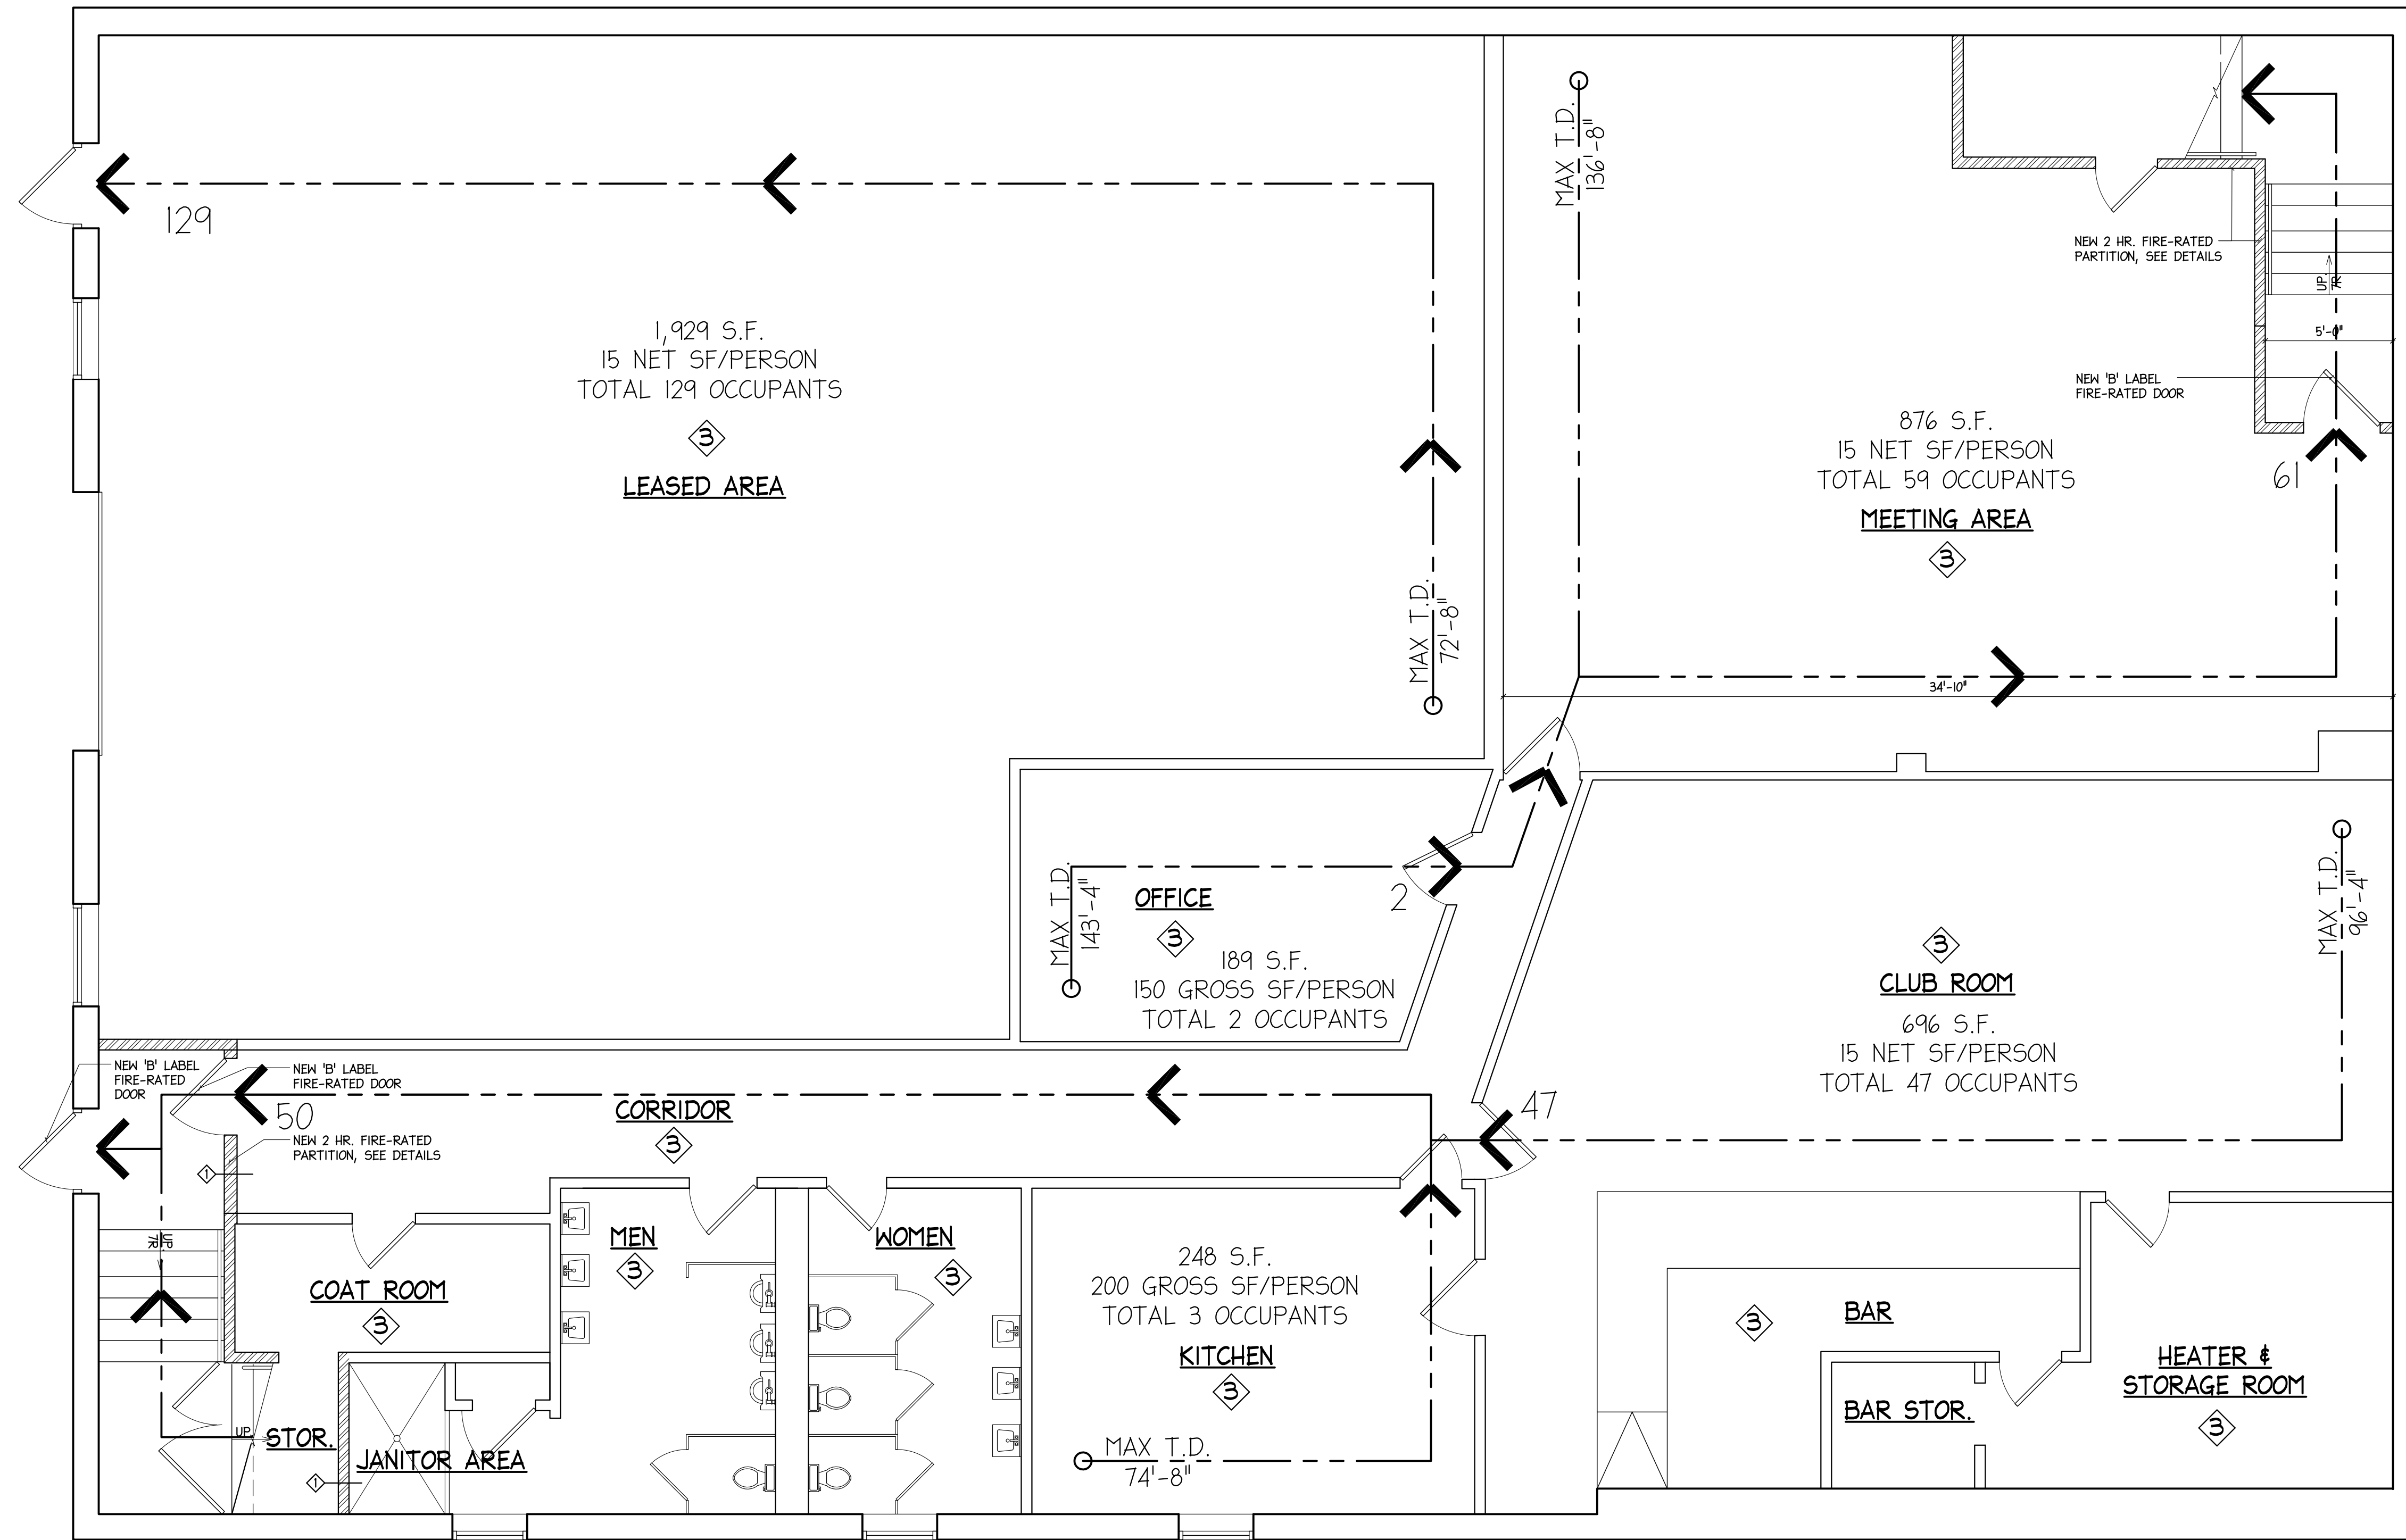 MAX T.D.
136'-8"
129
NEW 2 HR. FIRE-RATED
PARTITION, SEE DETAILS
UP.
7R
5'-0"
1,929 S.F.
15 NET SF/PERSON
TOTAL 129 OCCUPANTS
3
LEASED AREA
NEW 'B' LABEL
FIRE-RATED DOOR
876 S.F.
15 NET SF/PERSON
TOTAL 59 OCCUPANTS
MEETING AREA
3
61
MAX T.D.
72'-8"
34'-10"
MAX T.D.
143'-4"
OFFICE
3
189 S.F.
150 GROSS SF/PERSON
TOTAL 2 OCCUPANTS
2
MAX T.D.
96'-4"
3
CLUB ROOM
696 S.F.
15 NET SF/PERSON
TOTAL 47 OCCUPANTS
NEW 'B' LABEL
FIRE-RATED
DOOR
NEW 'B' LABEL
FIRE-RATED DOOR
50
CORRIDOR
3
47
NEW 2 HR. FIRE-RATED
PARTITION, SEE DETAILS
1
UP.
7R
COAT ROOM
3
MEN
3
WOMEN
3
248 S.F.
200 GROSS SF/PERSON
TOTAL 3 OCCUPANTS
KITCHEN
3
MAX T.D.
74'-8"
3
BAR
BAR STOR.
HEATER &
STORAGE ROOM
3
UP.
STOR.
JANITOR AREA
1